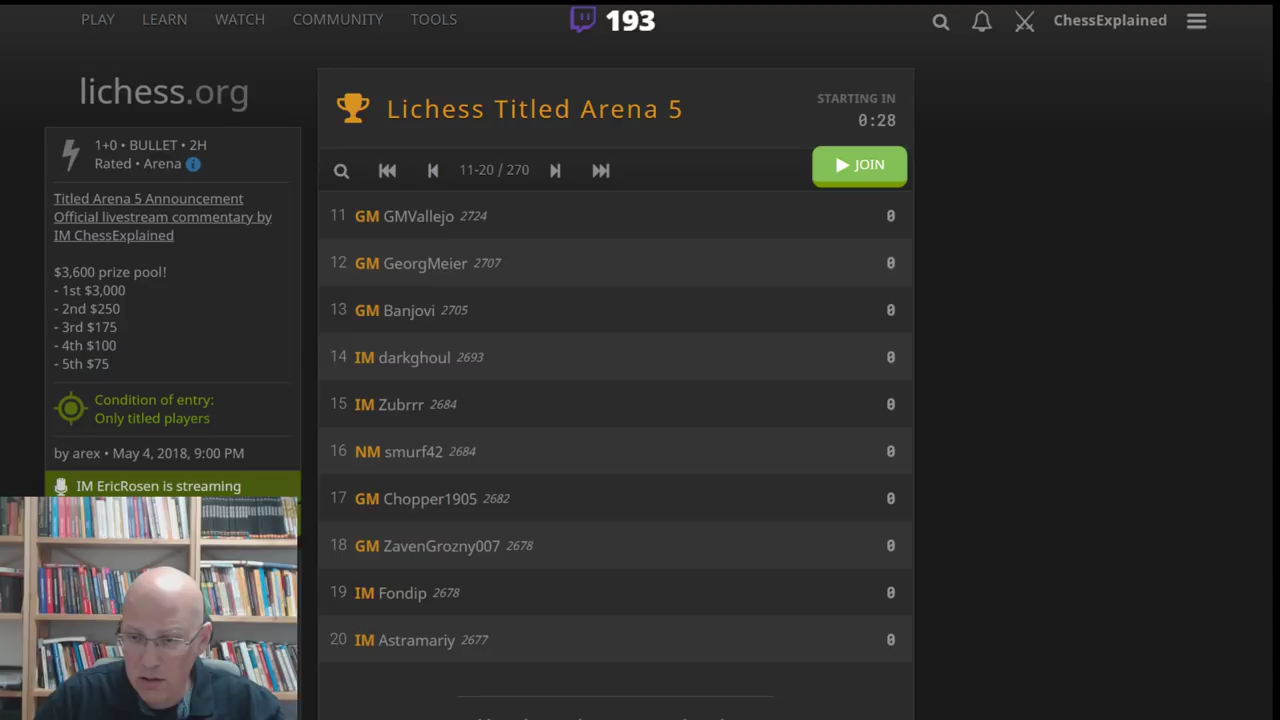 PLAY LEARN WATCH COMMUNITY TOOLS 193 ChessExplained
lichess.org
1+0 • BULLET • 2H
Rated • Arena
Titled Arena 5 Announcement
Official livestream commentary by
IM ChessExplained
$3,600 prize pool!
- 1st $3,000
- 2nd $250
- 3rd $175
- 4th $100
- 5th $75
Condition of entry:
Only titled players
by arex • May 4, 2018, 9:00 PM
IM EricRosen is streaming
Lichess Titled Arena 5
STARTING IN
0:28
11-20 / 270
JOIN
11 GM GMVallejo 2724 0
12 GM GeorgMeier 2707 0
13 GM Banjovi 2705 0
14 IM darkghoul 2693 0
15 IM Zubrrr 2684 0
16 NM smurf42 2684 0
17 GM Chopper1905 2682 0
18 GM ZavenGrozny007 2678 0
19 IM Fondip 2678 0
20 IM Astramariy 2677 0